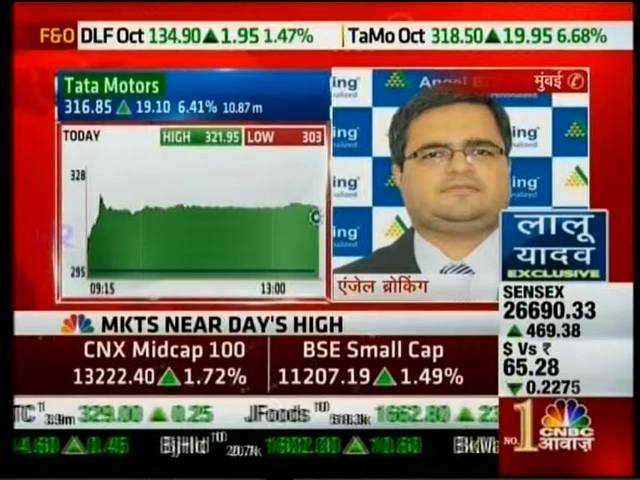 F&O DLF Oct 134.90 ▲ 1.95 1.47% TaMo Oct 318.50 ▲ 19.95 6.68%
Tata Motors
316.85 ▲ 19.10 6.41% 10.87 m
TODAY HIGH 321.95 LOW 303
328
295
09:15 13:00
मुंबई
एंजेल ब्रोकिंग
लालू
यादव
EXCLUSIVE
SENSEX
26690.33
▲ 469.38
$ Vs ₹
65.28
▼ 0.2275
MKTS NEAR DAY'S HIGH
CNX Midcap 100
13222.40 ▲ 1.72%
BSE Small Cap
11207.19 ▲ 1.49%
329.00 ▲ 0.25 JFoods 1662.80 ▲
▲ 0.45
NO. 1 CNBC
आवाज़